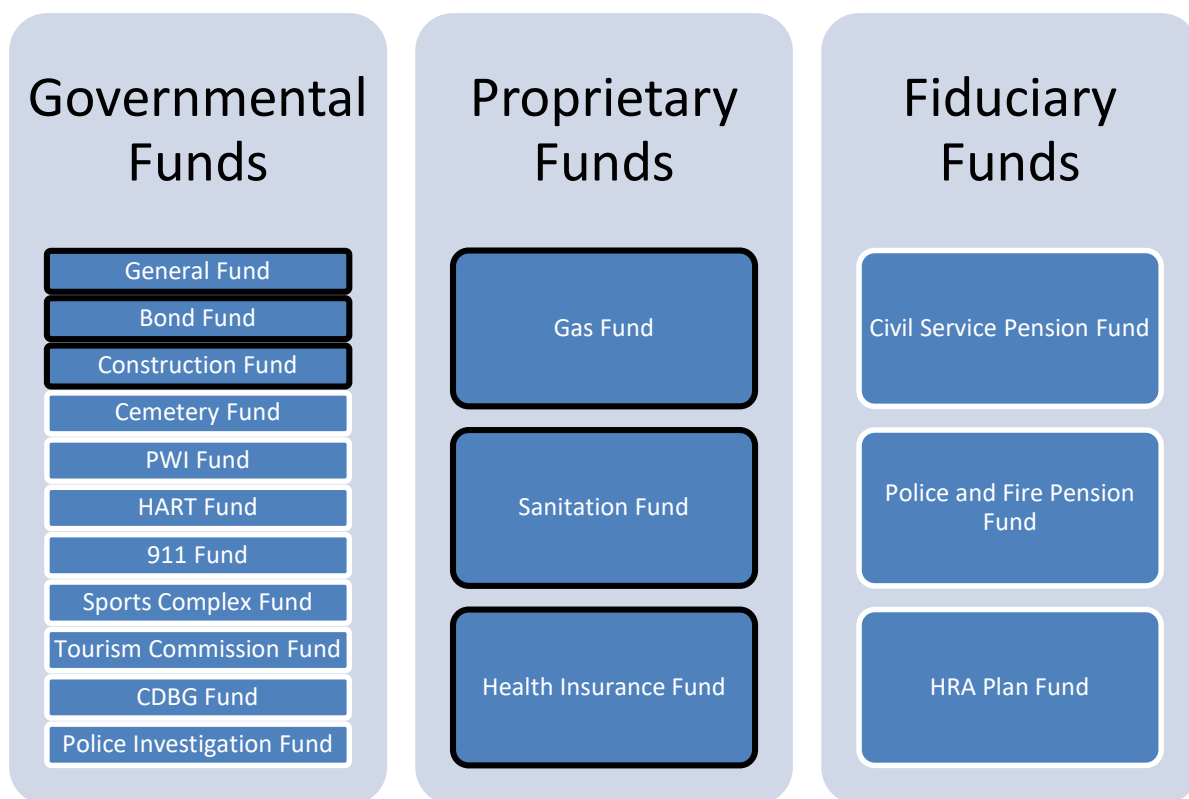 Governmental
Funds
General Fund
Bond Fund
Construction Fund
Cemetery Fund
PWI Fund
HART Fund
911 Fund
Sports Complex Fund
Tourism Commission Fund
CDBG Fund
Police Investigation Fund
Proprietary
Funds
Gas Fund
Sanitation Fund
Health Insurance Fund
Fiduciary
Funds
Civil Service Pension Fund
Police and Fire Pension
Fund
HRA Plan Fund